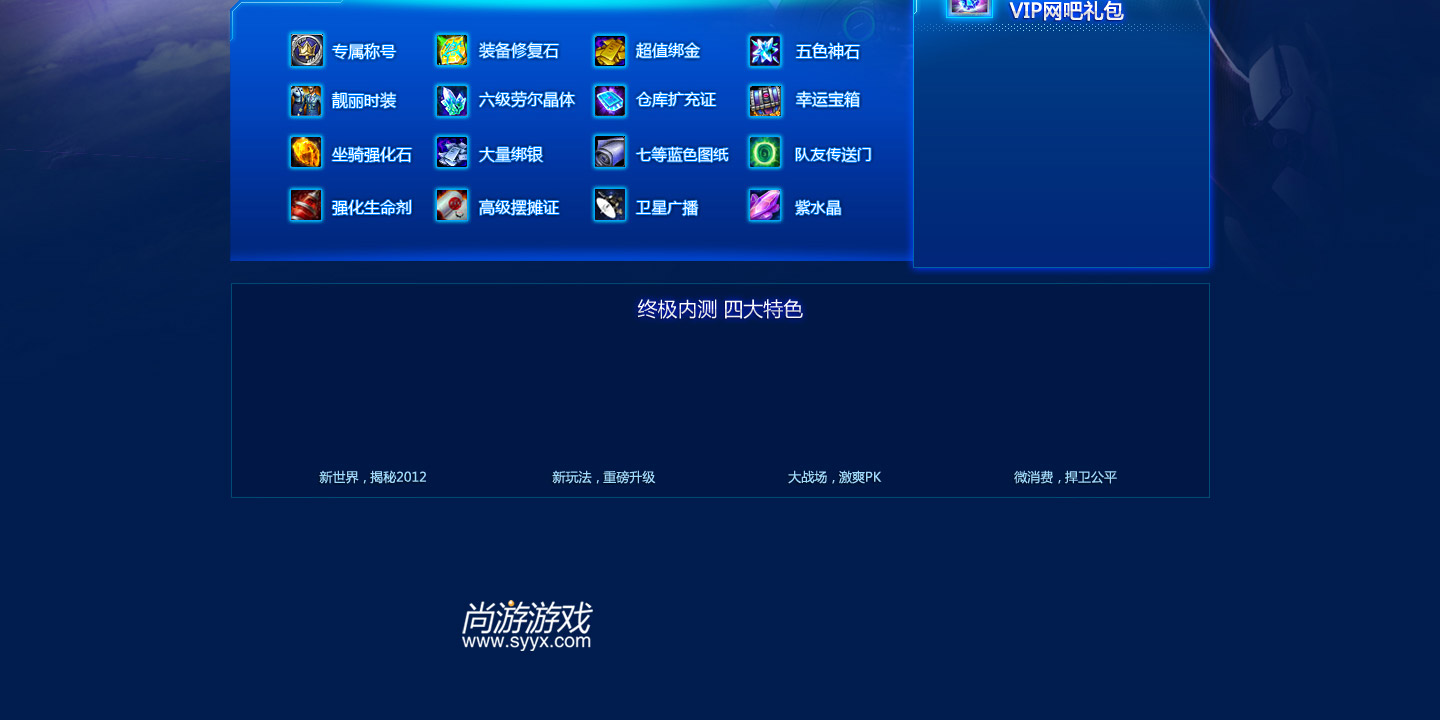 VIP网吧礼包
专属称号 装备修复石 超值绑金 五色神石
靓丽时装 六级劳尔晶体 仓库扩充证 幸运宝箱
坐骑强化石 大量绑银 七等蓝色图纸 队友传送门
强化生命剂 高级摆摊证 卫星广播 紫水晶
终极内测 四大特色
新世界，揭秘2012 新玩法，重磅升级 大战场，激爽PK 微消费，捍卫公平
尚游游戏
www.syyx.com